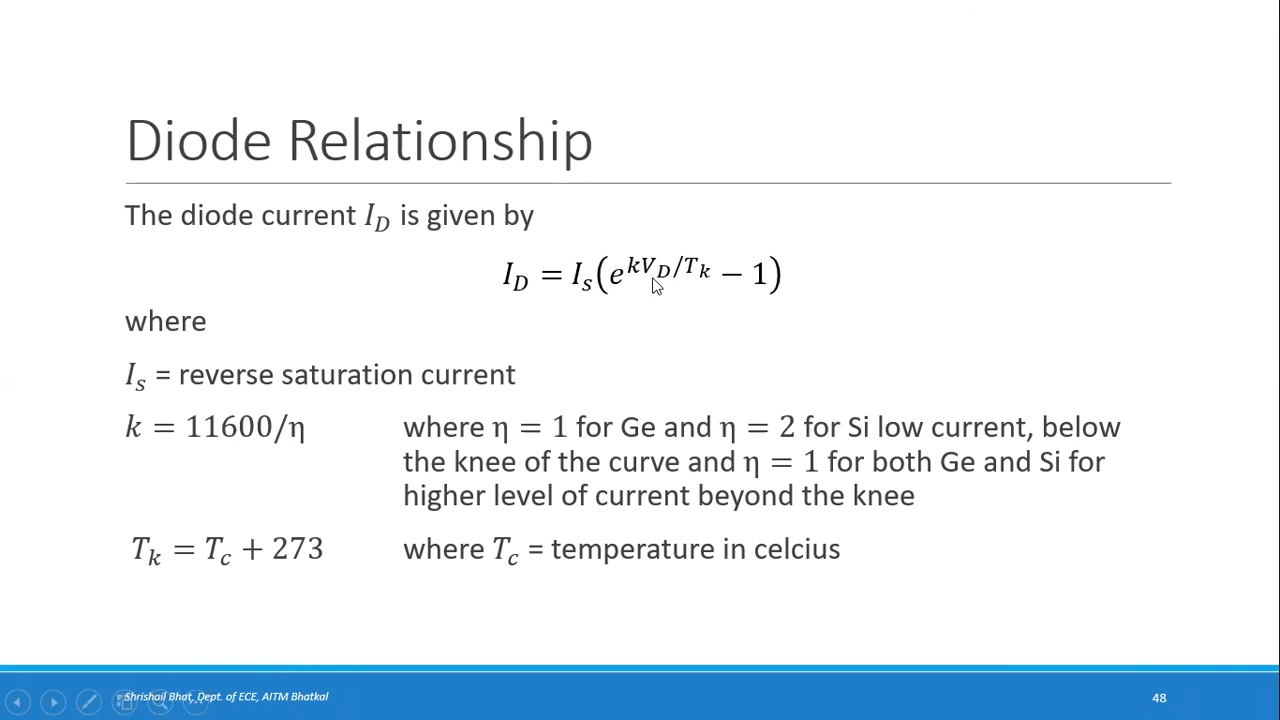 Diode Relationship
The diode current I_D is given by
I_D = I_s(e^{kV_D/T_k} − 1)
where
I_s = reverse saturation current
k = 11600/η where η = 1 for Ge and η = 2 for Si low current, below
the knee of the curve and η = 1 for both Ge and Si for
higher level of current beyond the knee
T_k = T_c + 273 where T_c = temperature in celcius
Shrishail Bhat, Dept. of ECE, AITM Bhatkal 48